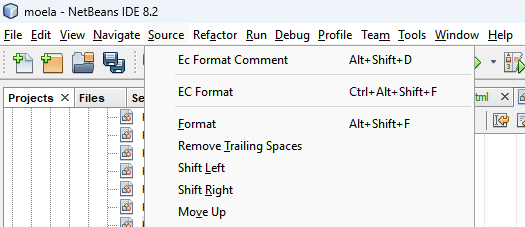 moela - NetBeans IDE 8.2
File Edit View Navigate Source Refactor Run Debug Profile Team Tools Window Help
Ec Format Comment Alt+Shift+D
EC Format Ctrl+Alt+Shift+F
Projects Files
Format Alt+Shift+F
Remove Trailing Spaces
Shift Left
Shift Right
Move Up